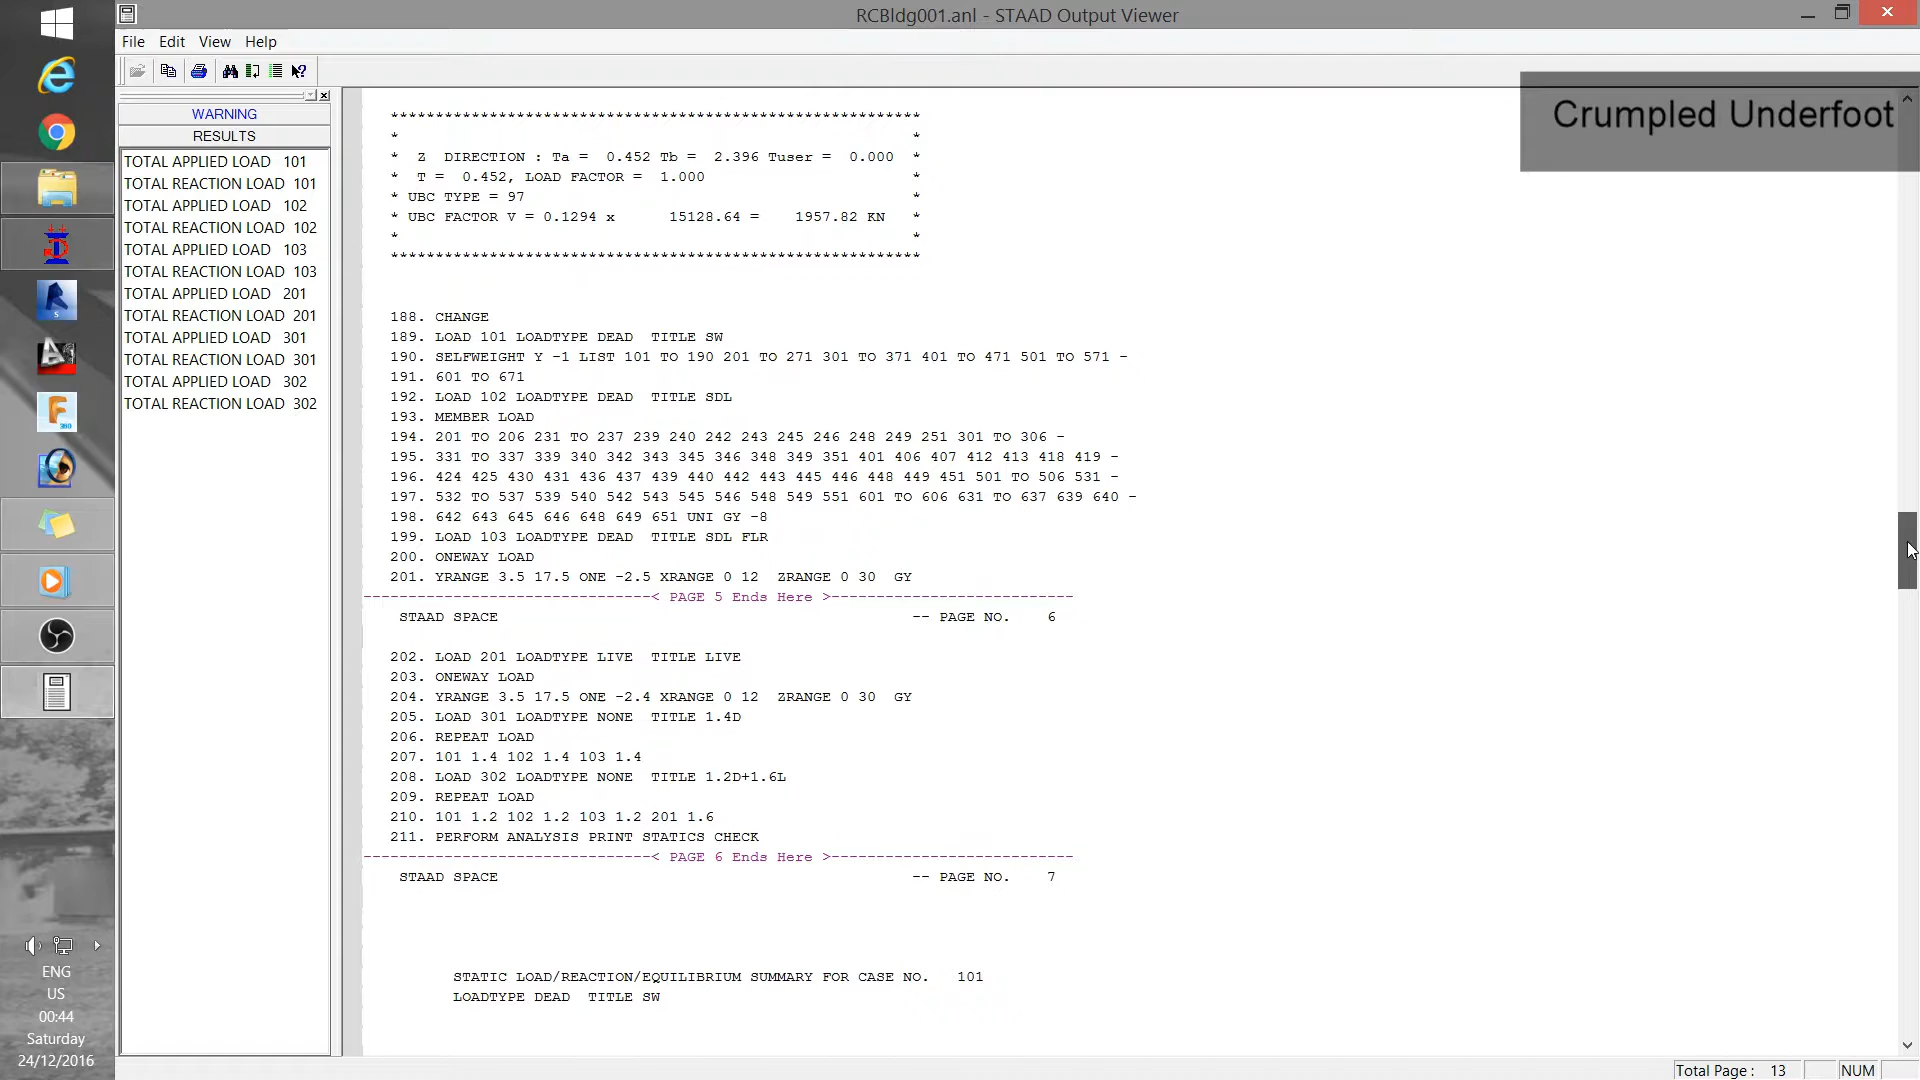 RCBldg001.anl - STAAD Output Viewer
File Edit View Help
Crumpled Underfoot
WARNING
RESULTS
TOTAL APPLIED LOAD 101
TOTAL REACTION LOAD 101
TOTAL APPLIED LOAD 102
TOTAL REACTION LOAD 102
TOTAL APPLIED LOAD 103
TOTAL REACTION LOAD 103
TOTAL APPLIED LOAD 201
TOTAL REACTION LOAD 201
TOTAL APPLIED LOAD 301
TOTAL REACTION LOAD 301
TOTAL APPLIED LOAD 302
TOTAL REACTION LOAD 302
***********************************************************
* *
* Z DIRECTION : Ta = 0.452 Tb = 2.396 Tuser = 0.000 *
* T = 0.452, LOAD FACTOR = 1.000 *
* UBC TYPE = 97 *
* UBC FACTOR V = 0.1294 x 15128.64 = 1957.82 KN *
* *
***********************************************************
188. CHANGE
189. LOAD 101 LOADTYPE DEAD TITLE SW
190. SELFWEIGHT Y -1 LIST 101 TO 190 201 TO 271 301 TO 371 401 TO 471 501 TO 571 -
191. 601 TO 671
192. LOAD 102 LOADTYPE DEAD TITLE SDL
193. MEMBER LOAD
194. 201 TO 206 231 TO 237 239 240 242 243 245 246 248 249 251 301 TO 306 -
195. 331 TO 337 339 340 342 343 345 346 348 349 351 401 406 407 412 413 418 419 -
196. 424 425 430 431 436 437 439 440 442 443 445 446 448 449 451 501 TO 506 531 -
197. 532 TO 537 539 540 542 543 545 546 548 549 551 601 TO 606 631 TO 637 639 640 -
198. 642 643 645 646 648 649 651 UNI GY -8
199. LOAD 103 LOADTYPE DEAD TITLE SDL FLR
200. ONEWAY LOAD
201. YRANGE 3.5 17.5 ONE -2.5 XRANGE 0 12 ZRANGE 0 30 GY
--------------------------------< PAGE 5 Ends Here >---------------------------
STAAD SPACE -- PAGE NO. 6
202. LOAD 201 LOADTYPE LIVE TITLE LIVE
203. ONEWAY LOAD
204. YRANGE 3.5 17.5 ONE -2.4 XRANGE 0 12 ZRANGE 0 30 GY
205. LOAD 301 LOADTYPE NONE TITLE 1.4D
206. REPEAT LOAD
207. 101 1.4 102 1.4 103 1.4
208. LOAD 302 LOADTYPE NONE TITLE 1.2D+1.6L
209. REPEAT LOAD
210. 101 1.2 102 1.2 103 1.2 201 1.6
211. PERFORM ANALYSIS PRINT STATICS CHECK
--------------------------------< PAGE 6 Ends Here >---------------------------
STAAD SPACE -- PAGE NO. 7
STATIC LOAD/REACTION/EQUILIBRIUM SUMMARY FOR CASE NO. 101
LOADTYPE DEAD TITLE SW
ENG
US
00:44
Saturday
24/12/2016
Total Page : 13
NUM